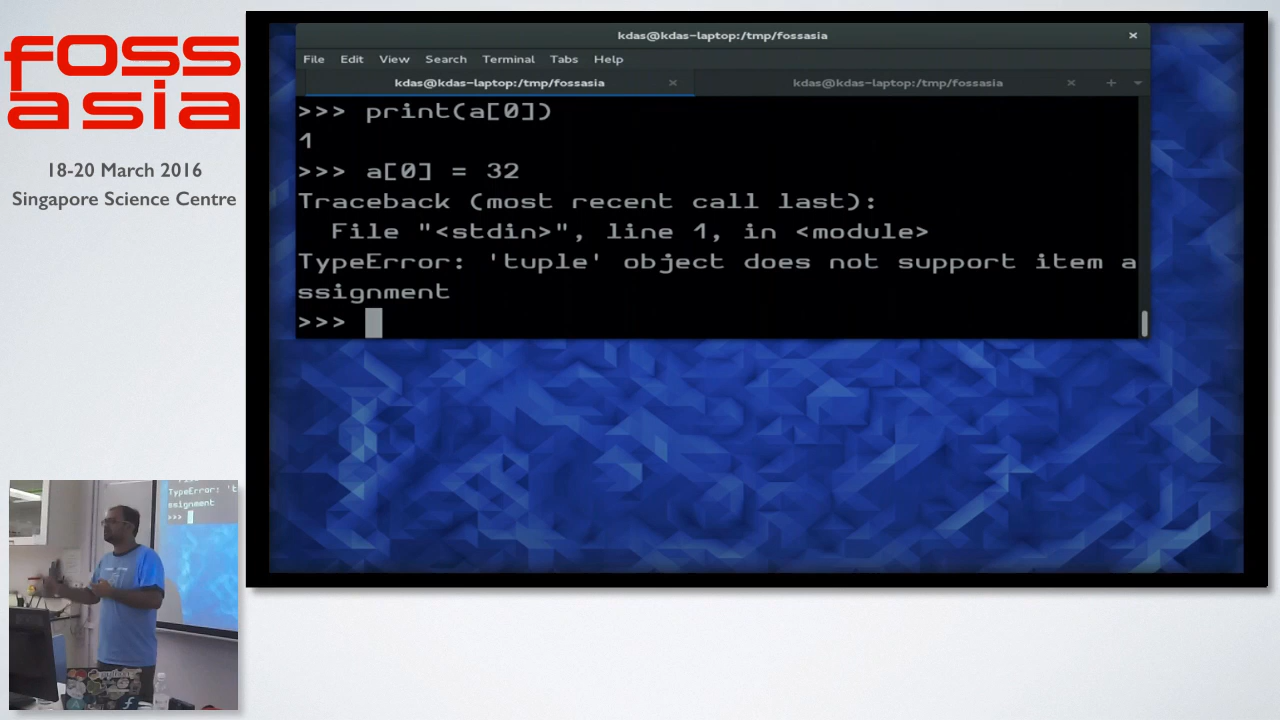 foss
asia
18-20 March 2016
Singapore Science Centre
kdas@kdas-laptop:/tmp/fossasia
File Edit View Search Terminal Tabs Help
kdas@kdas-laptop:/tmp/fossasia kdas@kdas-laptop:/tmp/fossasia
>>> print(a[0])
1
>>> a[0] = 32
Traceback (most recent call last):
  File "<stdin>", line 1, in <module>
TypeError: 'tuple' object does not support item a
ssignment
>>>
TypeError: 't
ssignment
>>>